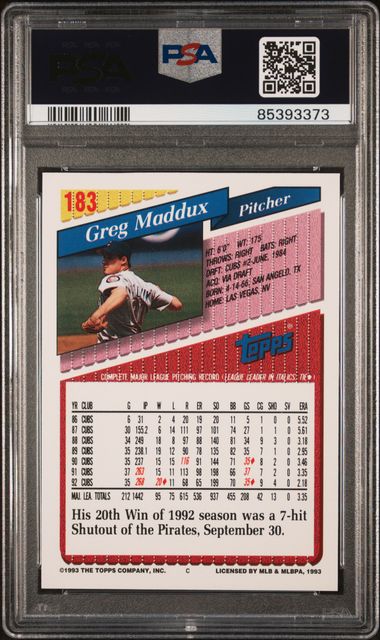 PSA
PSA
85393373
183
Greg Maddux
Pitcher
HT: 6'0" WT: 175
THROWS: RIGHT BATS: RIGHT
DRAFT: CUBS #2-JUNE, 1984
ACQ: VIA DRAFT
BORN: 4-14-66, SAN ANGELO, TX
HOME: LAS VEGAS, NV
Topps®
COMPLETE MAJOR LEAGUE PITCHING RECORD (LEAGUE LEADER IN ITALICS; TIE♦)
YR CLUB G IP W L R ER SO BB GS CG SHO SV ERA
86 CUBS 6 31 2 4 20 19 20 11 5 1 0 0 5.52
87 CUBS 30 155.2 6 14 111 97 101 74 27 1 1 0 5.61
88 CUBS 34 249 18 8 97 88 140 81 34 9 3 0 3.18
89 CUBS 35 238.1 19 12 90 78 135 82 35 7 1 0 2.95
90 CUBS 35 237 15 15 116 91 144 71 35♦ 8 2 0 3.46
91 CUBS 37 263 15 11 113 98 198 66 37 7 2 0 3.35
92 CUBS 35 268 20♦ 11 68 65 199 70 35♦ 9 4 0 2.18
MAJ. LEA. TOTALS 212 1442 95 75 615 536 937 455 208 42 13 0 3.35
His 20th Win of 1992 season was a 7-hit
Shutout of the Pirates, September 30.
©1993 THE TOPPS COMPANY, INC. C LICENSED BY MLB & MLBPA, 1993